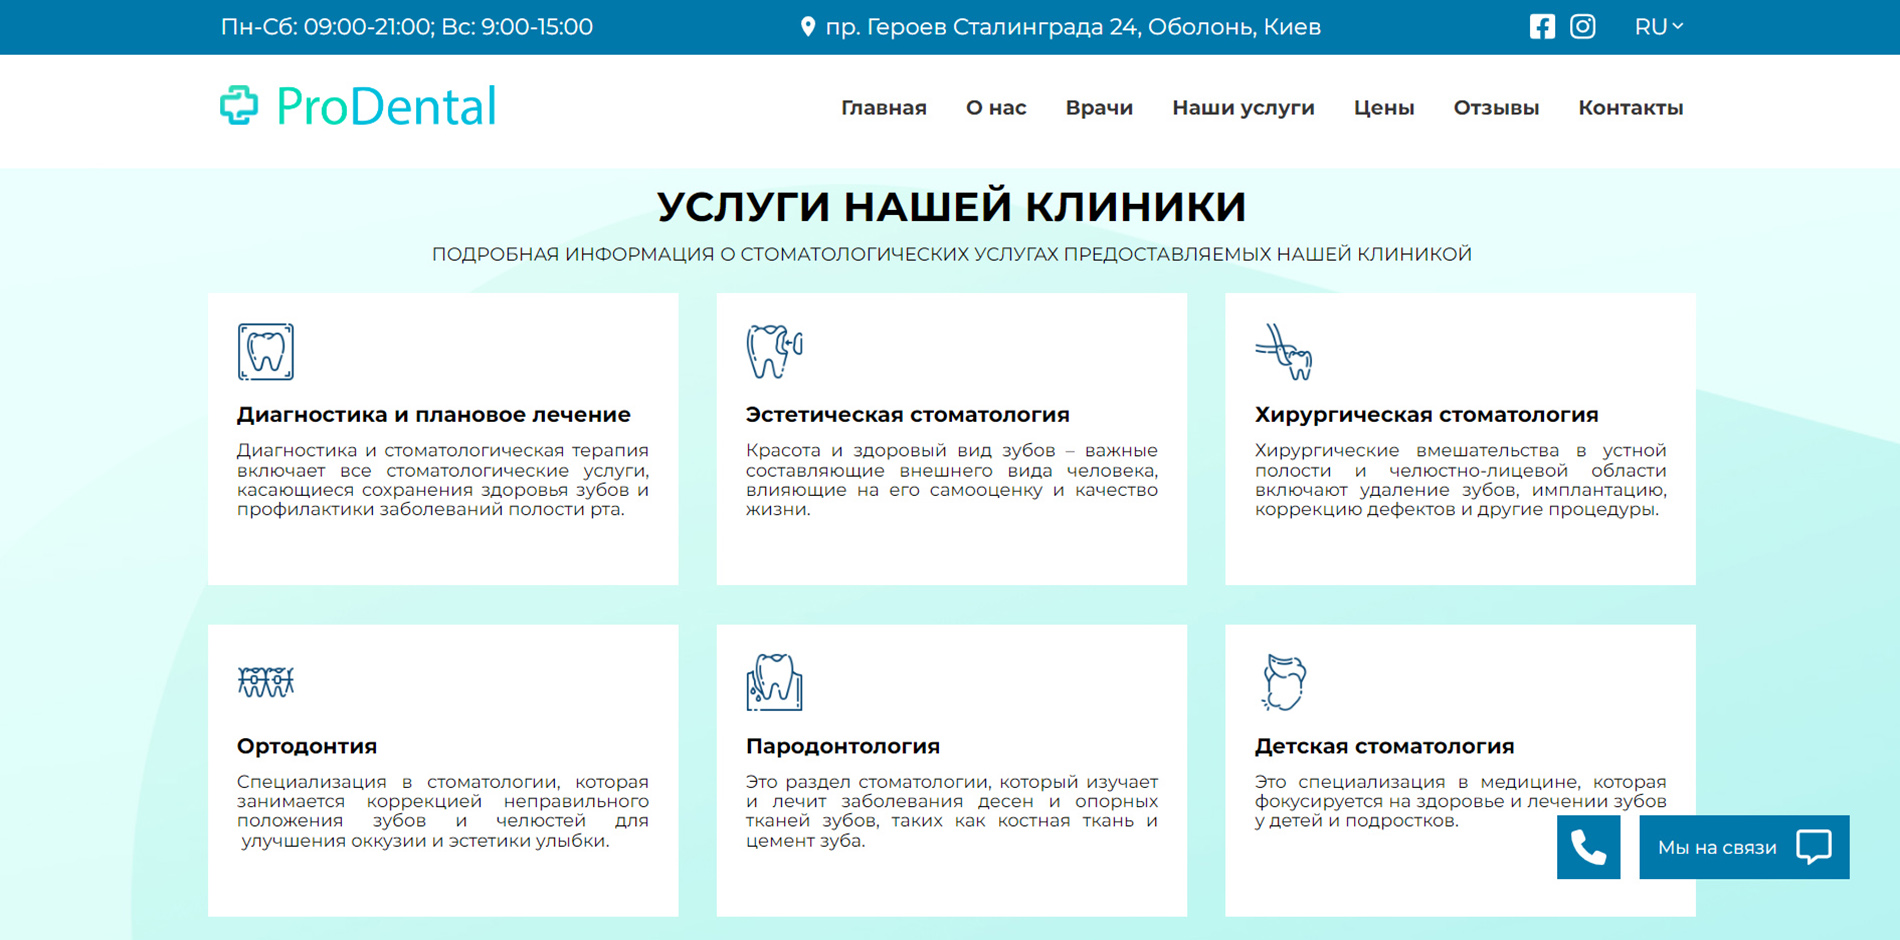 Пн-Сб: 09:00-21:00; Вс: 9:00-15:00
пр. Героев Сталинграда 24, Оболонь, Киев
RU
ProDental
Главная О нас Врачи Наши услуги Цены Отзывы Контакты
УСЛУГИ НАШЕЙ КЛИНИКИ
ПОДРОБНАЯ ИНФОРМАЦИЯ О СТОМАТОЛОГИЧЕСКИХ УСЛУГАХ ПРЕДОСТАВЛЯЕМЫХ НАШЕЙ КЛИНИКОЙ
Диагностика и плановое лечение
Диагностика и стоматологическая терапия
включает все стоматологические услуги,
касающиеся сохранения здоровья зубов и
профилактики заболеваний полости рта.
Эстетическая стоматология
Красота и здоровый вид зубов – важные
составляющие внешнего вида человека,
влияющие на его самооценку и качество
жизни.
Хирургическая стоматология
Хирургические вмешательства в устной
полости и челюстно-лицевой области
включают удаление зубов, имплантацию,
коррекцию дефектов и другие процедуры.
Ортодонтия
Специализация в стоматологии, которая
занимается коррекцией неправильного
положения зубов и челюстей для
улучшения оккузии и эстетики улыбки.
Пародонтология
Это раздел стоматологии, который изучает
и лечит заболевания десен и опорных
тканей зубов, таких как костная ткань и
цемент зуба.
Детская стоматология
Это специализация в медицине, которая
фокусируется на здоровье и лечении зубов
у детей и подростков.
Мы на связи